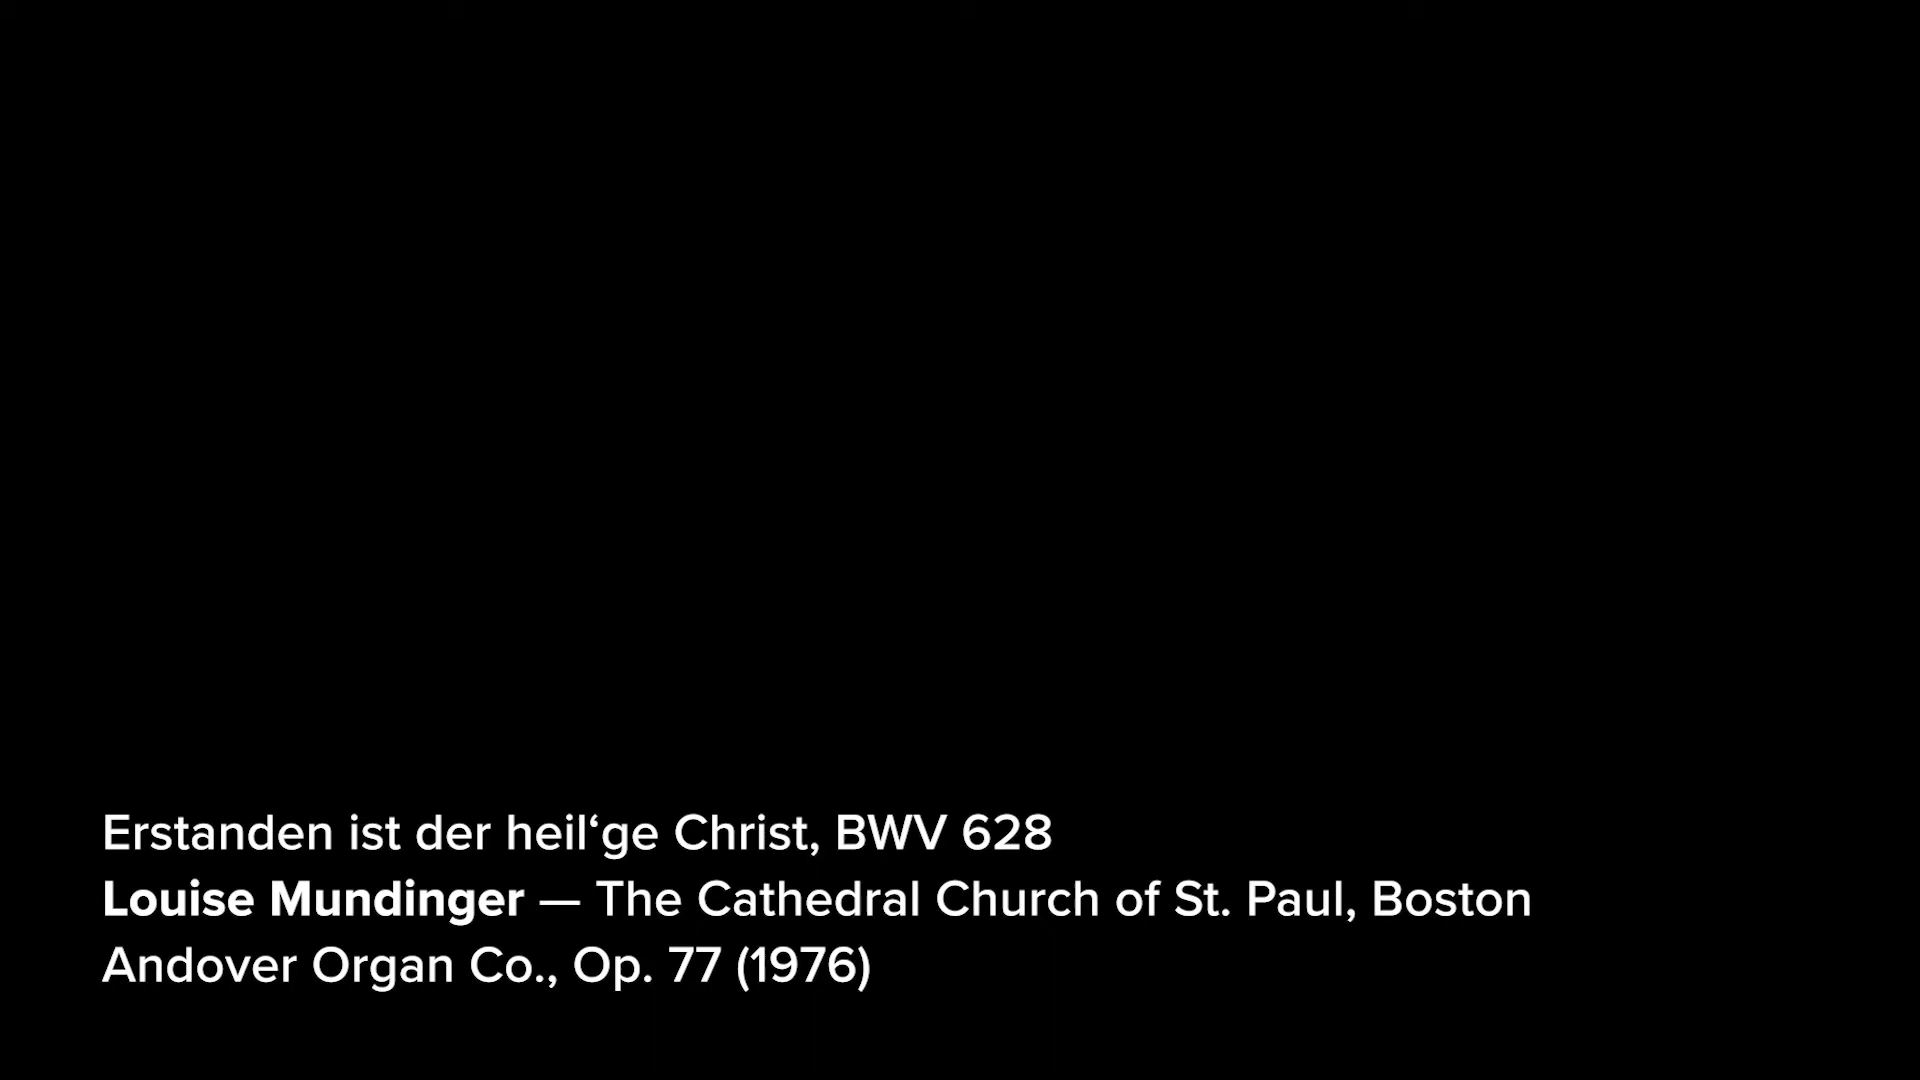 Erstanden ist der heil‘ge Christ, BWV 628
Louise Mundinger — The Cathedral Church of St. Paul, Boston
Andover Organ Co., Op. 77 (1976)